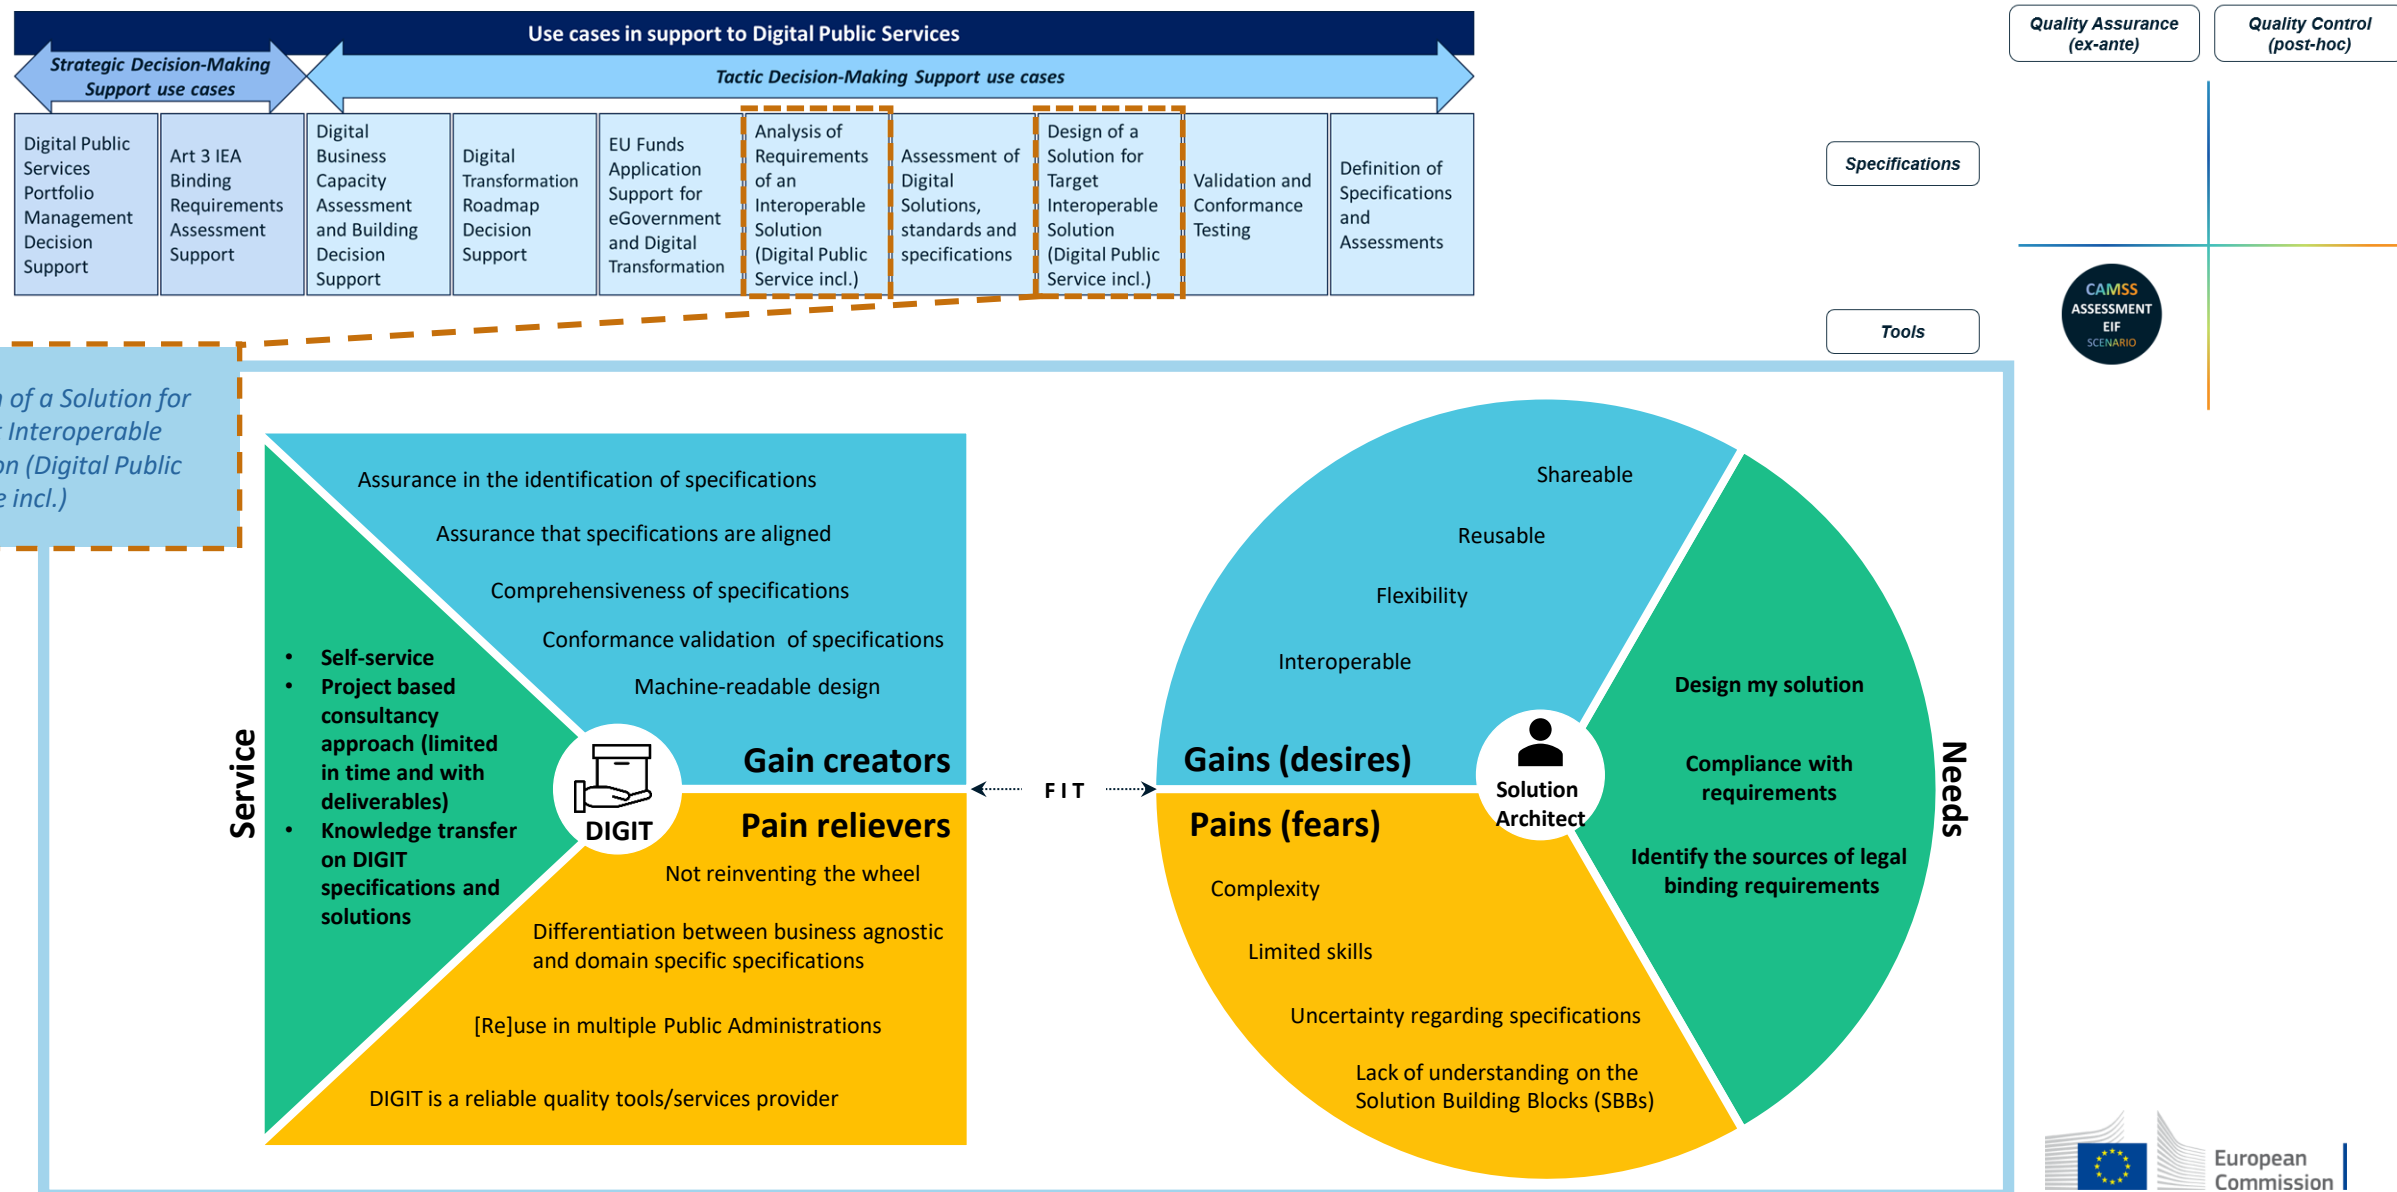 Use cases in support to Digital Public Services
Strategic Decision-Making
Support use cases
Tactic Decision-Making Support use cases
Digital Public
Services
Portfolio
Management
Decision
Support
Art 3 IEA
Binding
Requirements
Assessment
Support
Digital
Business
Capacity
Assessment
and Building
Decision
Support
Digital
Transformation
Roadmap
Decision
Support
EU Funds
Application
Support for
eGovernment
and Digital
Transformation
Analysis of
Requirements
of an
Interoperable
Solution
(Digital Public
Service incl.)
Assessment of
Digital
Solutions,
standards and
specifications
Design of a
Solution for
Target
Interoperable
Solution
(Digital Public
Service incl.)
Validation and
Conformance
Testing
Definition of
Specifications
and
Assessments
Quality Assurance
(ex-ante)
Quality Control
(post-hoc)
Specifications
Tools
CAMSS
ASSESSMENT
EIF
SCENARIO
of a Solution for
Interoperable
(Digital Public
incl.)
Assurance in the identification of specifications
Assurance that specifications are aligned
Comprehensiveness of specifications
Conformance validation of specifications
Machine-readable design
Gain creators
Service
• Self-service
• Project based
consultancy
approach (limited
in time and with
deliverables)
• Knowledge transfer
on DIGIT
specifications and
solutions
DIGIT
Pain relievers
Not reinventing the wheel
Differentiation between business agnostic
and domain specific specifications
[Re]use in multiple Public Administrations
DIGIT is a reliable quality tools/services provider
FIT
Shareable
Reusable
Flexibility
Interoperable
Gains (desires)
Solution
Architect
Pains (fears)
Complexity
Limited skills
Uncertainty regarding specifications
Lack of understanding on the
Solution Building Blocks (SBBs)
Design my solution
Compliance with
requirements
Identify the sources of legal
binding requirements
Needs
European
Commission